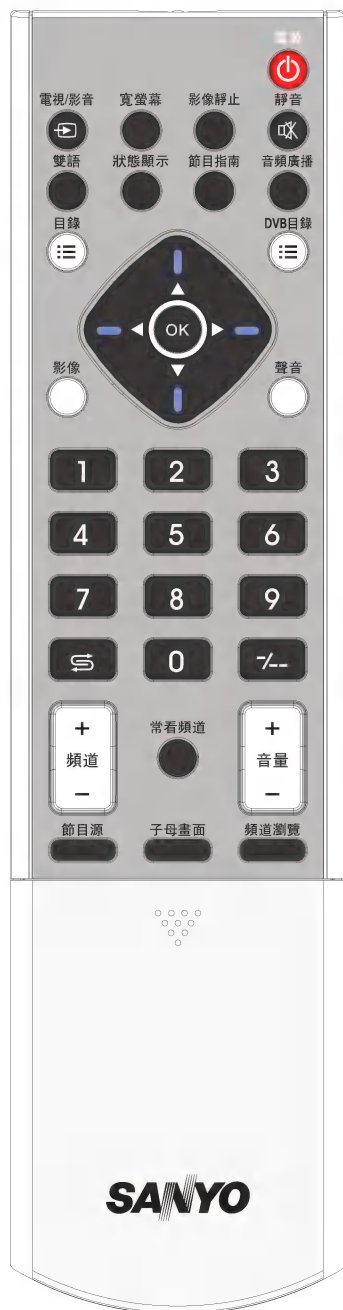 電視/影音 寬螢幕 影像靜止 靜音
雙語 狀態顯示 節目指南 音頻廣播
目錄 DVB目錄
OK
影像 聲音
1 2 3
4 5 6
7 8 9
0 -/--
+ 常看頻道 +
頻道 音量
− −
節目源 子母畫面 頻道瀏覽
SANYO